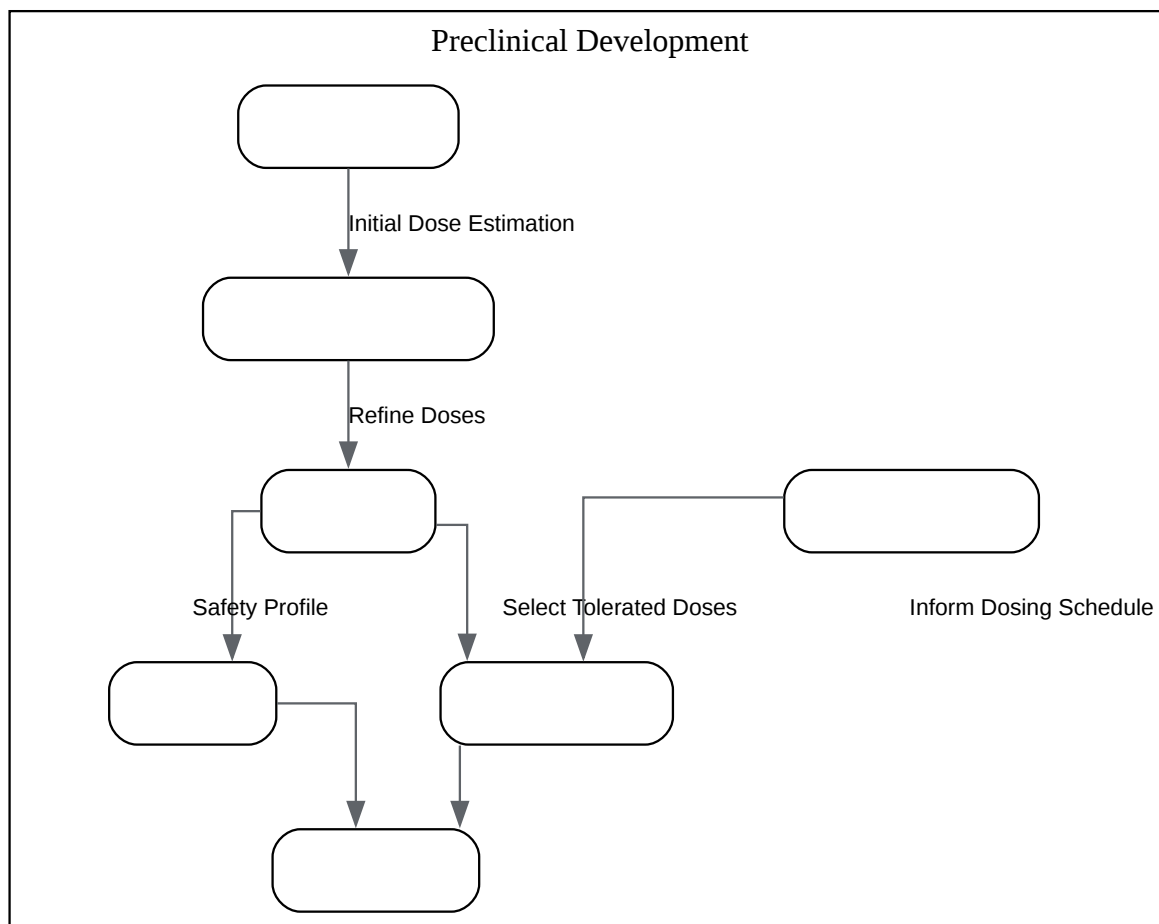 Preclinical Development
Initial Dose Estimation
Refine Doses
Safety Profile
Select Tolerated Doses
Inform Dosing Schedule